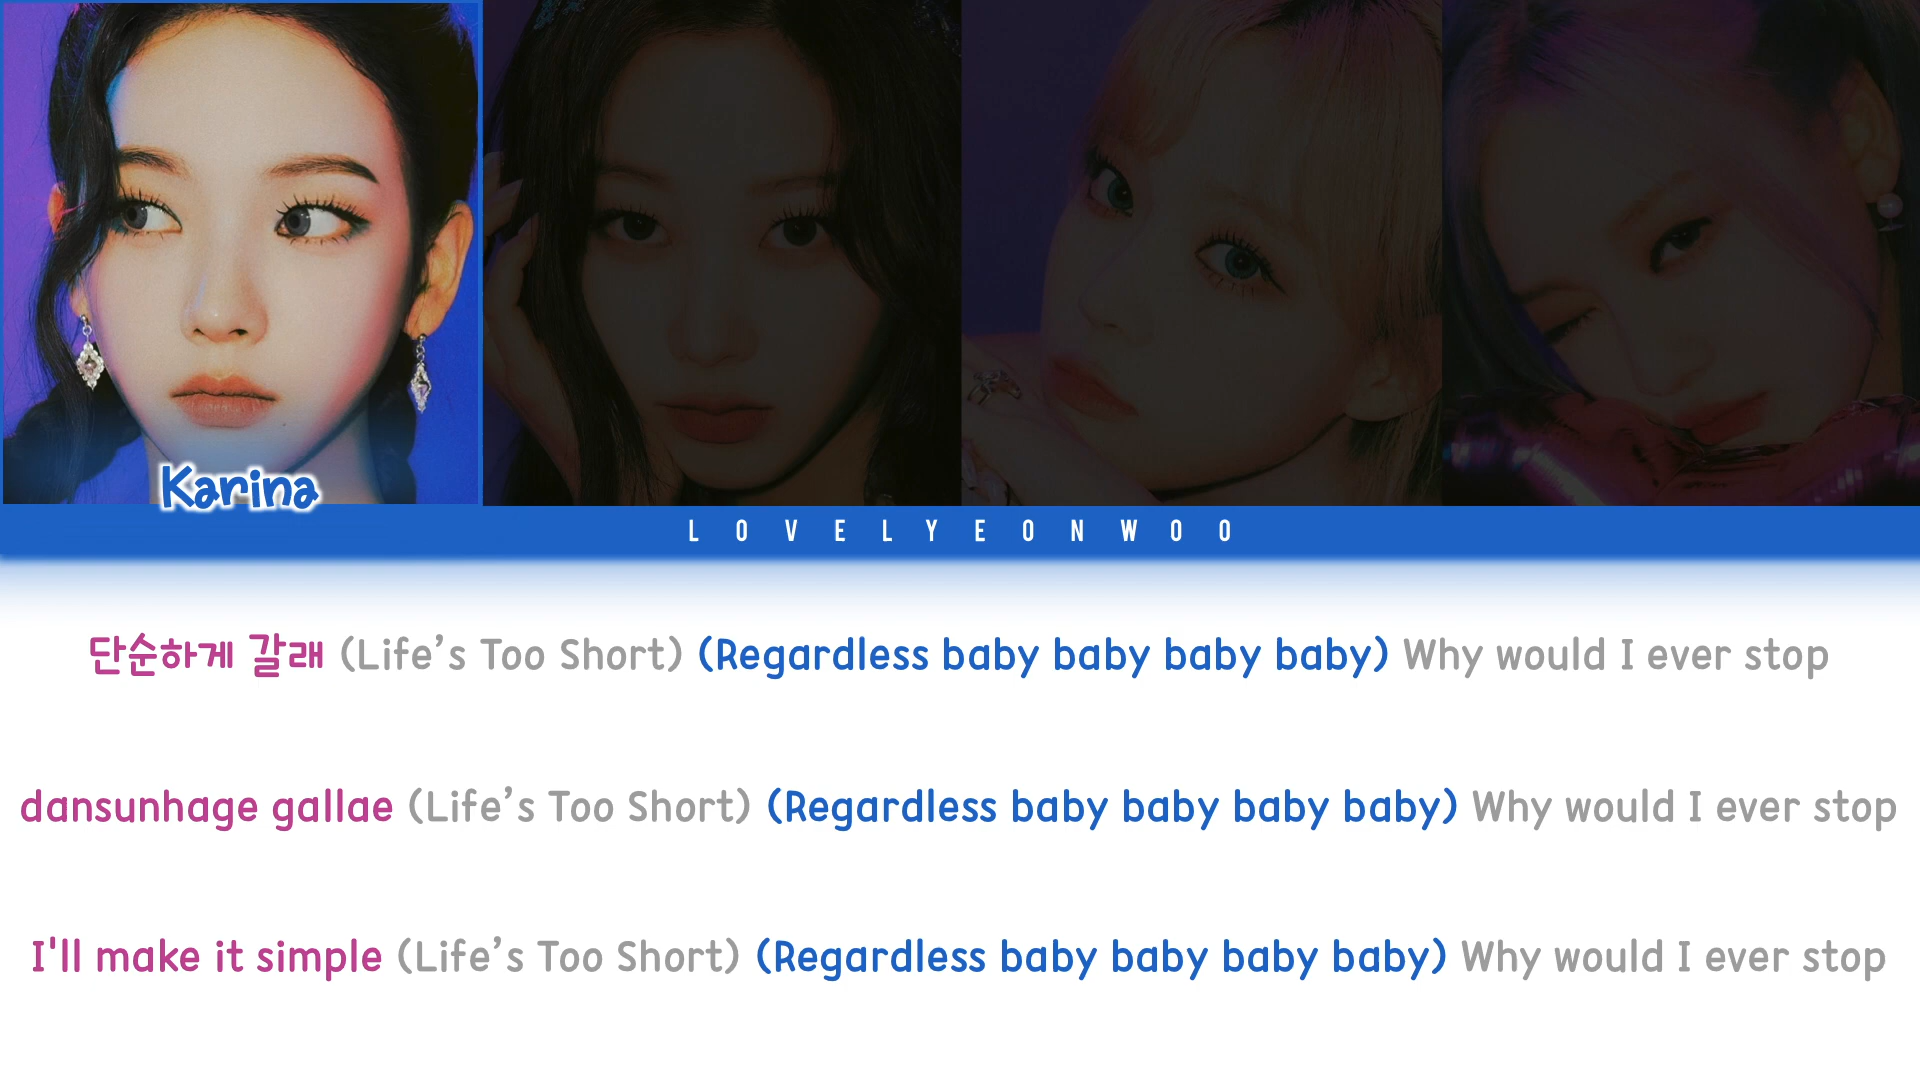 Karina
LOVELYEONWOO
단순하게 갈래 (Life’s Too Short) (Regardless baby baby baby baby) Why would I ever stop
dansunhage gallae (Life’s Too Short) (Regardless baby baby baby baby) Why would I ever stop
I'll make it simple (Life’s Too Short) (Regardless baby baby baby baby) Why would I ever stop